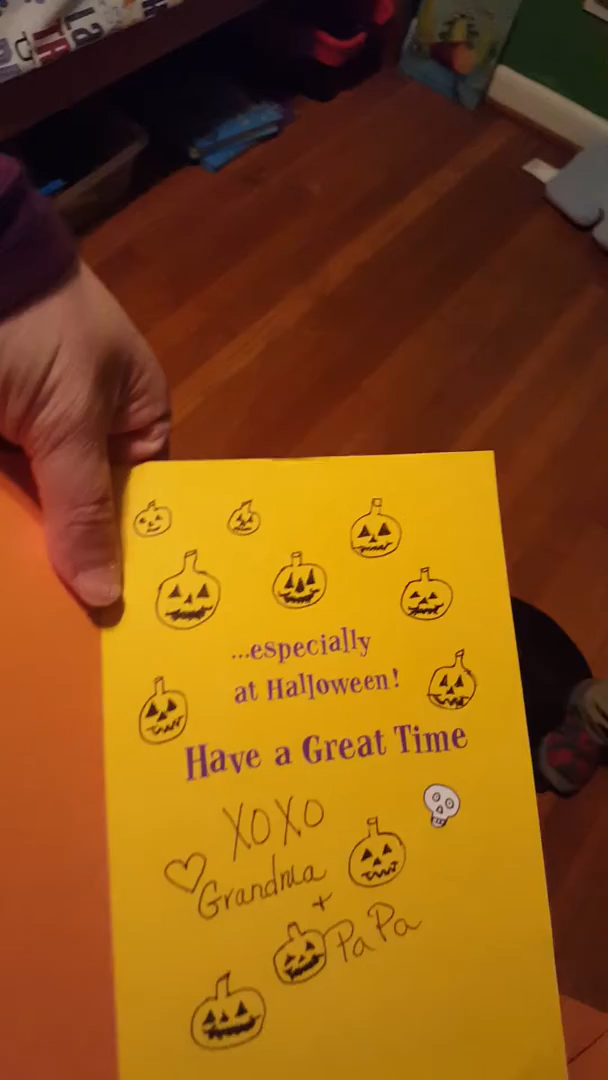 ...especially
at Halloween!
Have a Great Time
XOXO
Grandma
+
PaPa